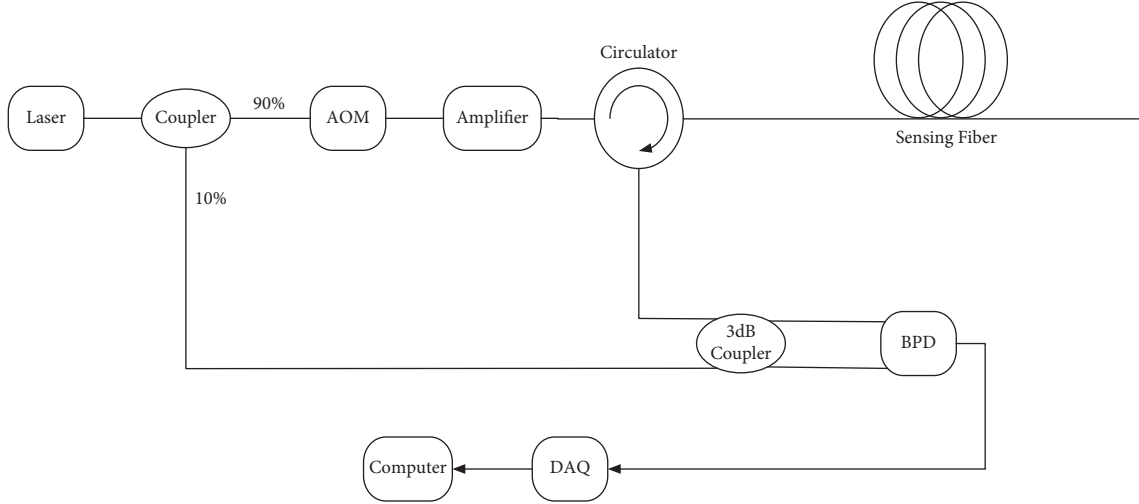 Circulator
Laser
Coupler
90%
AOM
Amplifier
Sensing Fiber
10%
3dB
Coupler
BPD
Computer
DAQ